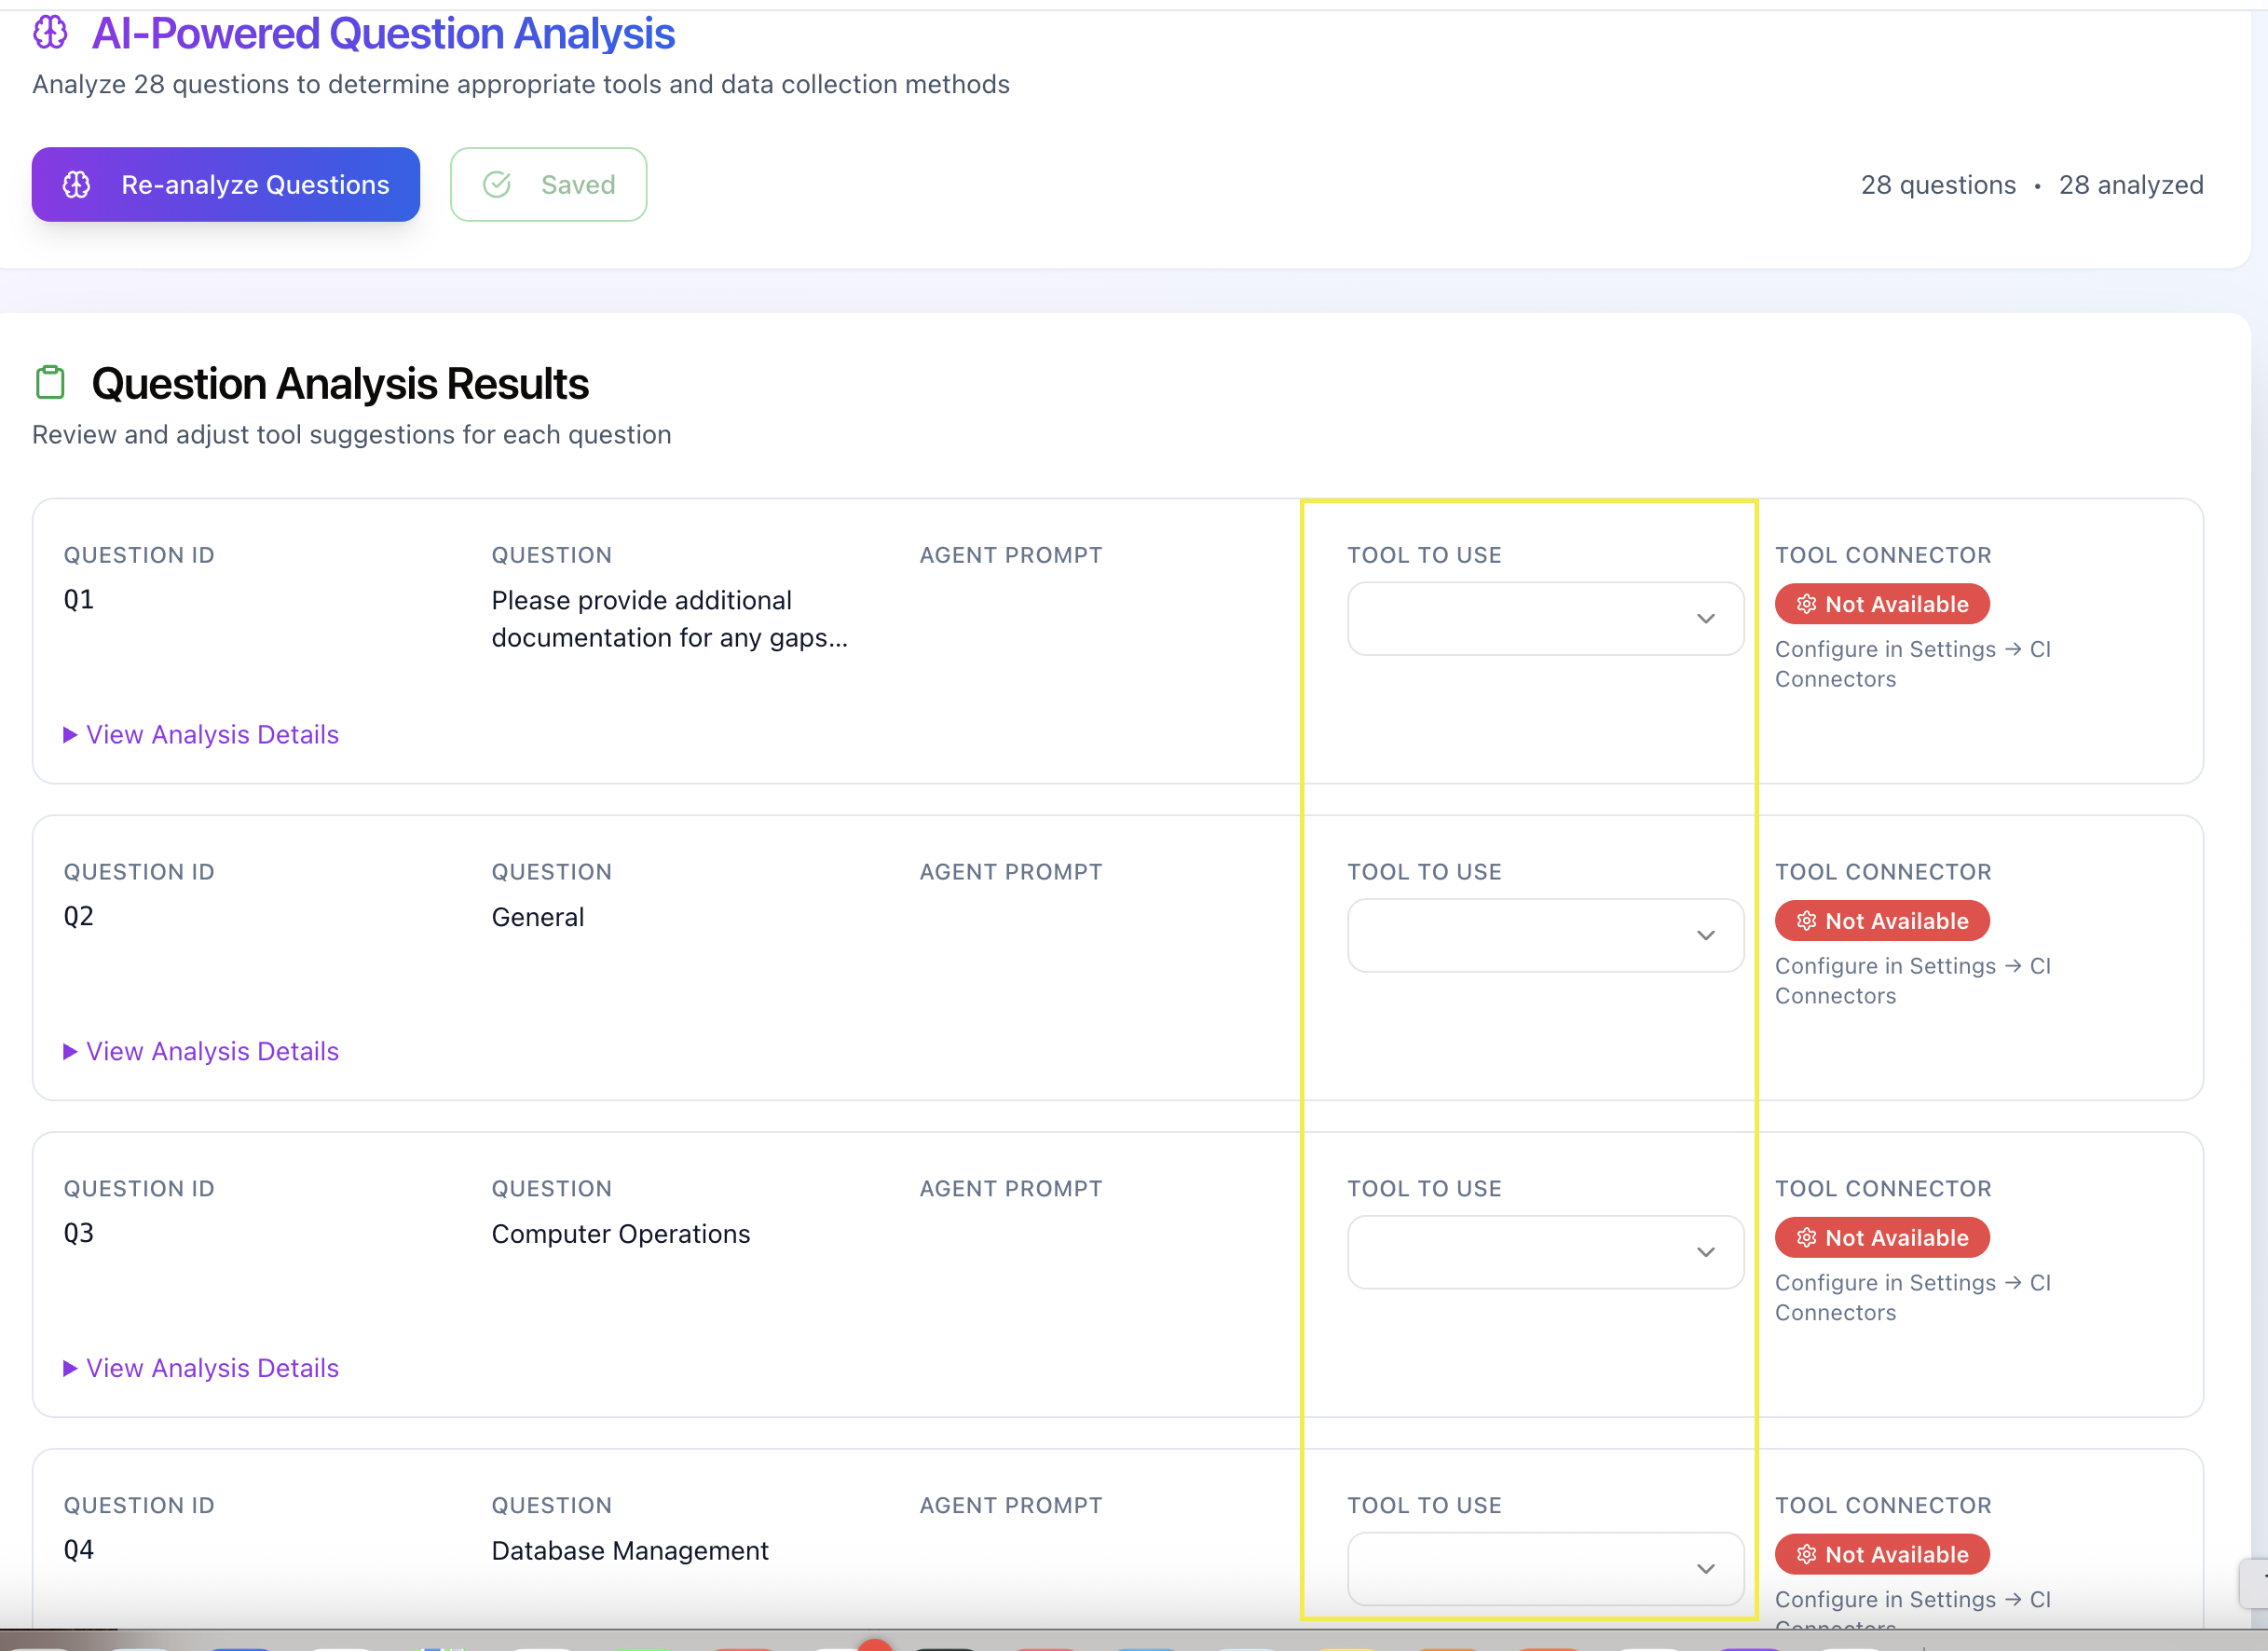 AI-Powered Question Analysis
Analyze 28 questions to determine appropriate tools and data collection methods
Re-analyze Questions
Saved
28 questions • 28 analyzed
Question Analysis Results
Review and adjust tool suggestions for each question
QUESTION ID
Q1
QUESTION
Please provide additional
documentation for any gaps...
AGENT PROMPT
TOOL TO USE
TOOL CONNECTOR
Not Available
Configure in Settings → CI
Connectors
View Analysis Details
QUESTION ID
Q2
QUESTION
General
AGENT PROMPT
TOOL TO USE
TOOL CONNECTOR
Not Available
Configure in Settings → CI
Connectors
View Analysis Details
QUESTION ID
Q3
QUESTION
Computer Operations
AGENT PROMPT
TOOL TO USE
TOOL CONNECTOR
Not Available
Configure in Settings → CI
Connectors
View Analysis Details
QUESTION ID
Q4
QUESTION
Database Management
AGENT PROMPT
TOOL TO USE
TOOL CONNECTOR
Not Available
Configure in Settings → CI
Connectors